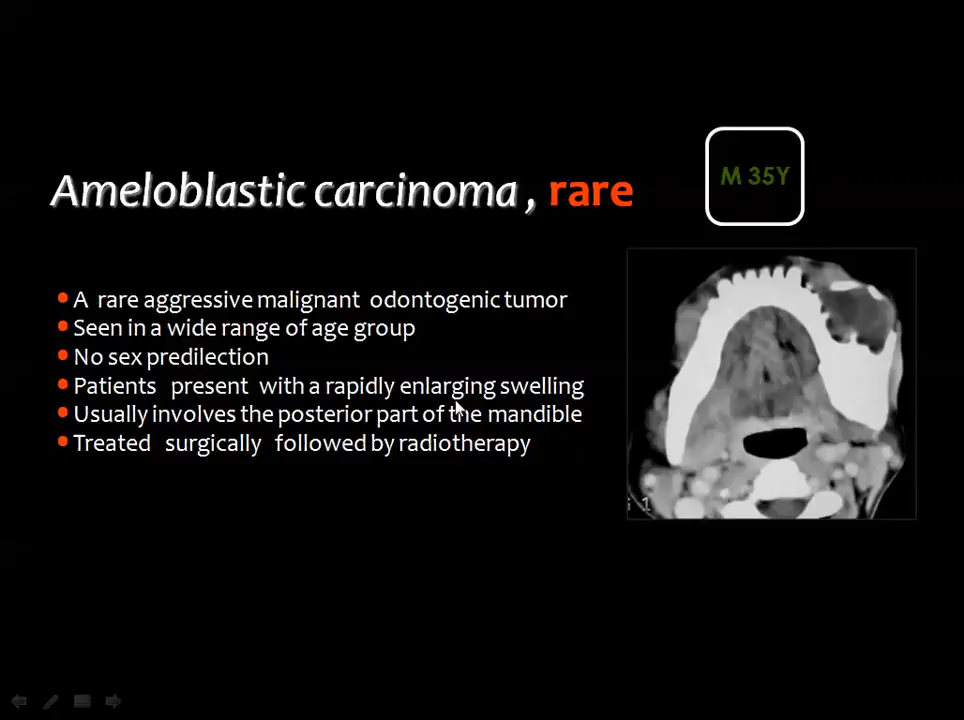 M 35Y
Ameloblastic carcinoma , rare
A rare aggressive malignant odontogenic tumor
Seen in a wide range of age group
No sex predilection
Patients present with a rapidly enlarging swelling
Usually involves the posterior part of the mandible
Treated surgically followed by radiotherapy
i 1